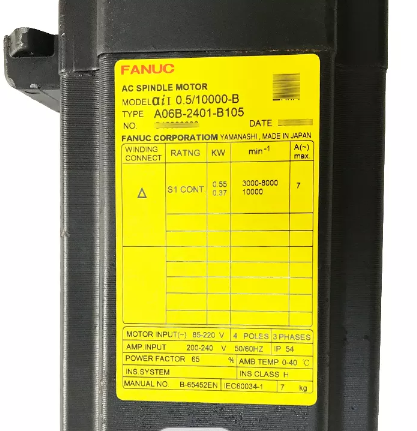 FANUC
AC SPINDLE MOTOR
MODEL αiI 0.5/10000-B
TYPE A06B-2401-B105
NO. DATE
FANUC CORPORATIOM YAMANASHI, MADE IN JAPAN
WINDING CONNECT RATNG KW min⁻¹ A(~) max.
△ S1 CONT. 0.55 3000-8000 7
0.37 10000
MOTOR INPUT(~) 85-220 V 4 POLES 3 PHASES
AMP INPUT 200-240 V 50/60HZ IP 54
POWER FACTOR 65 % AMB TEMP 0-40 ℃
INS SYSTEM INS CLASS H
MANUAL NO. B-65452EN IEC60034-1 7 kg